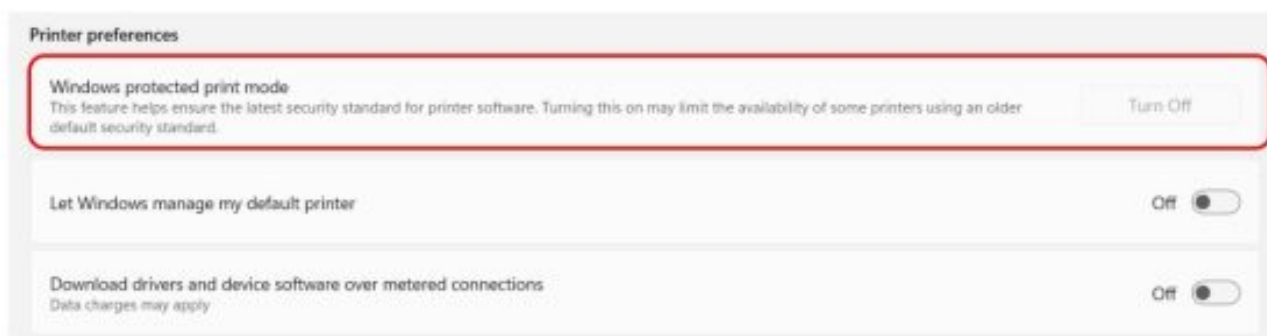 Printer preferences
Windows protected print mode
This feature helps ensure the latest security standard for printer software. Turning this on may limit the availability of some printers using an older
default security standard.
Turn Off
Let Windows manage my default printer
Off
Download drivers and device software over metered connections
Data charges may apply
Off